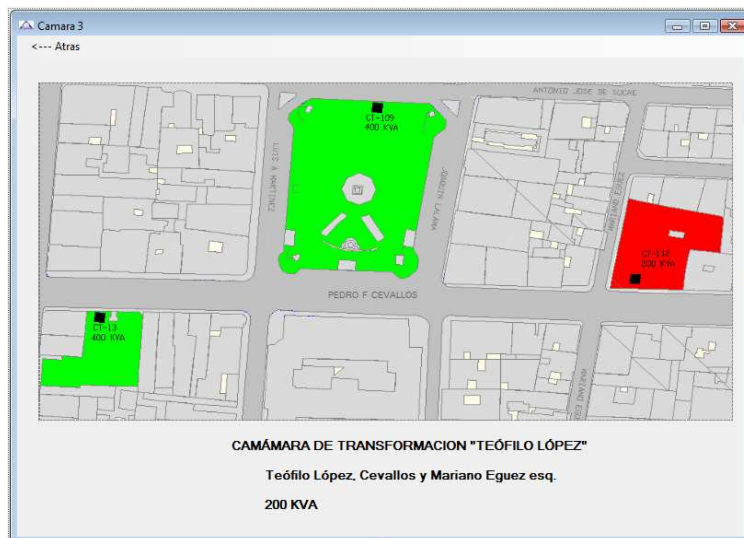 Camara 3
<--- Atras
ANTONIO JOSE DE SUCRE
CT-109
400 KVA
LUIS A MARTINEZ
JOAQUIN LALAMA
MARIANO EGUEZ
CT-112
200 KVA
PEDRO F CEVALLOS
CT-13
400 KVA
CAMÁMARA DE TRANSFORMACION "TEÓFILO LÓPEZ"
Teófilo López, Cevallos y Mariano Eguez esq.
200 KVA